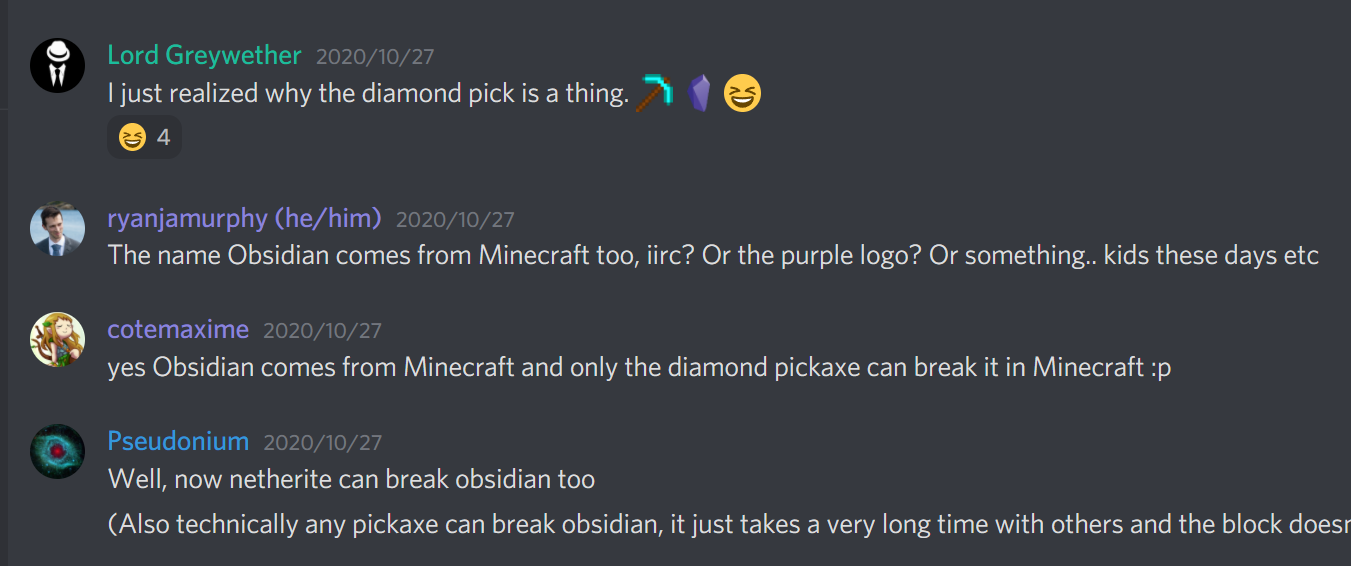 Lord Greywether 2020/10/27
I just realized why the diamond pick is a thing.
4
ryanjamurphy (he/him) 2020/10/27
The name Obsidian comes from Minecraft too, iirc? Or the purple logo? Or something.. kids these days etc
cotemaxime 2020/10/27
yes Obsidian comes from Minecraft and only the diamond pickaxe can break it in Minecraft :p
Pseudonium 2020/10/27
Well, now netherite can break obsidian too
(Also technically any pickaxe can break obsidian, it just takes a very long time with others and the block